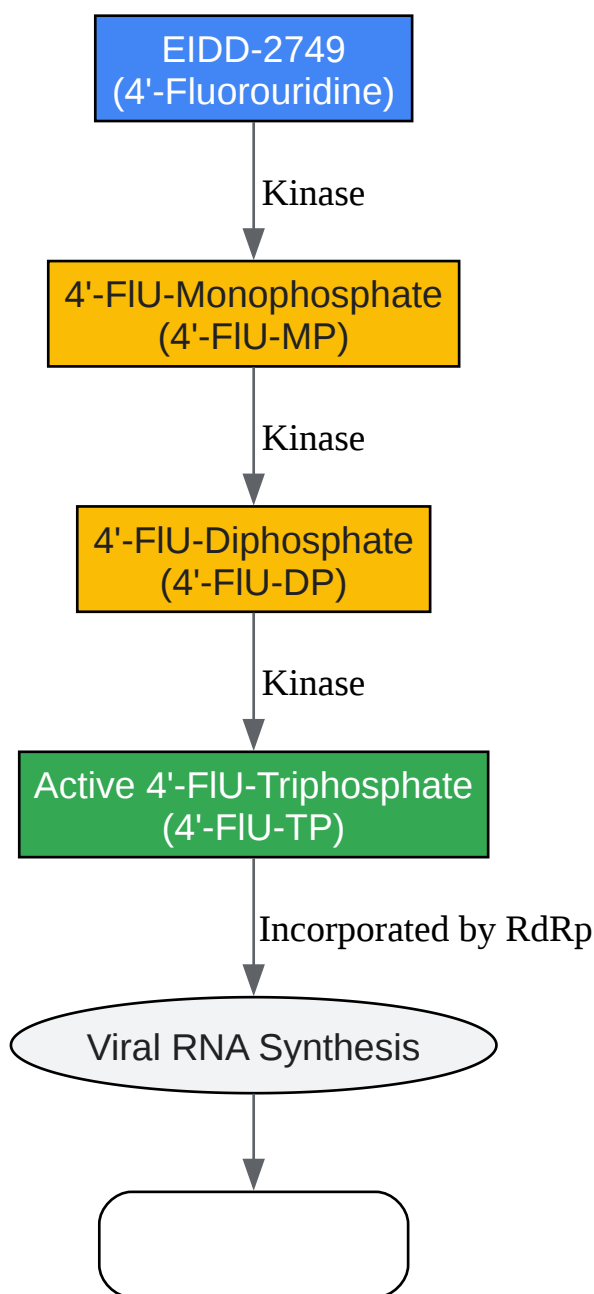 EIDD-2749
(4'-Fluorouridine)
Kinase
4'-FlU-Monophosphate
(4'-FlU-MP)
Kinase
4'-FlU-Diphosphate
(4'-FlU-DP)
Kinase
Active 4'-FlU-Triphosphate
(4'-FlU-TP)
Incorporated by RdRp
Viral RNA Synthesis